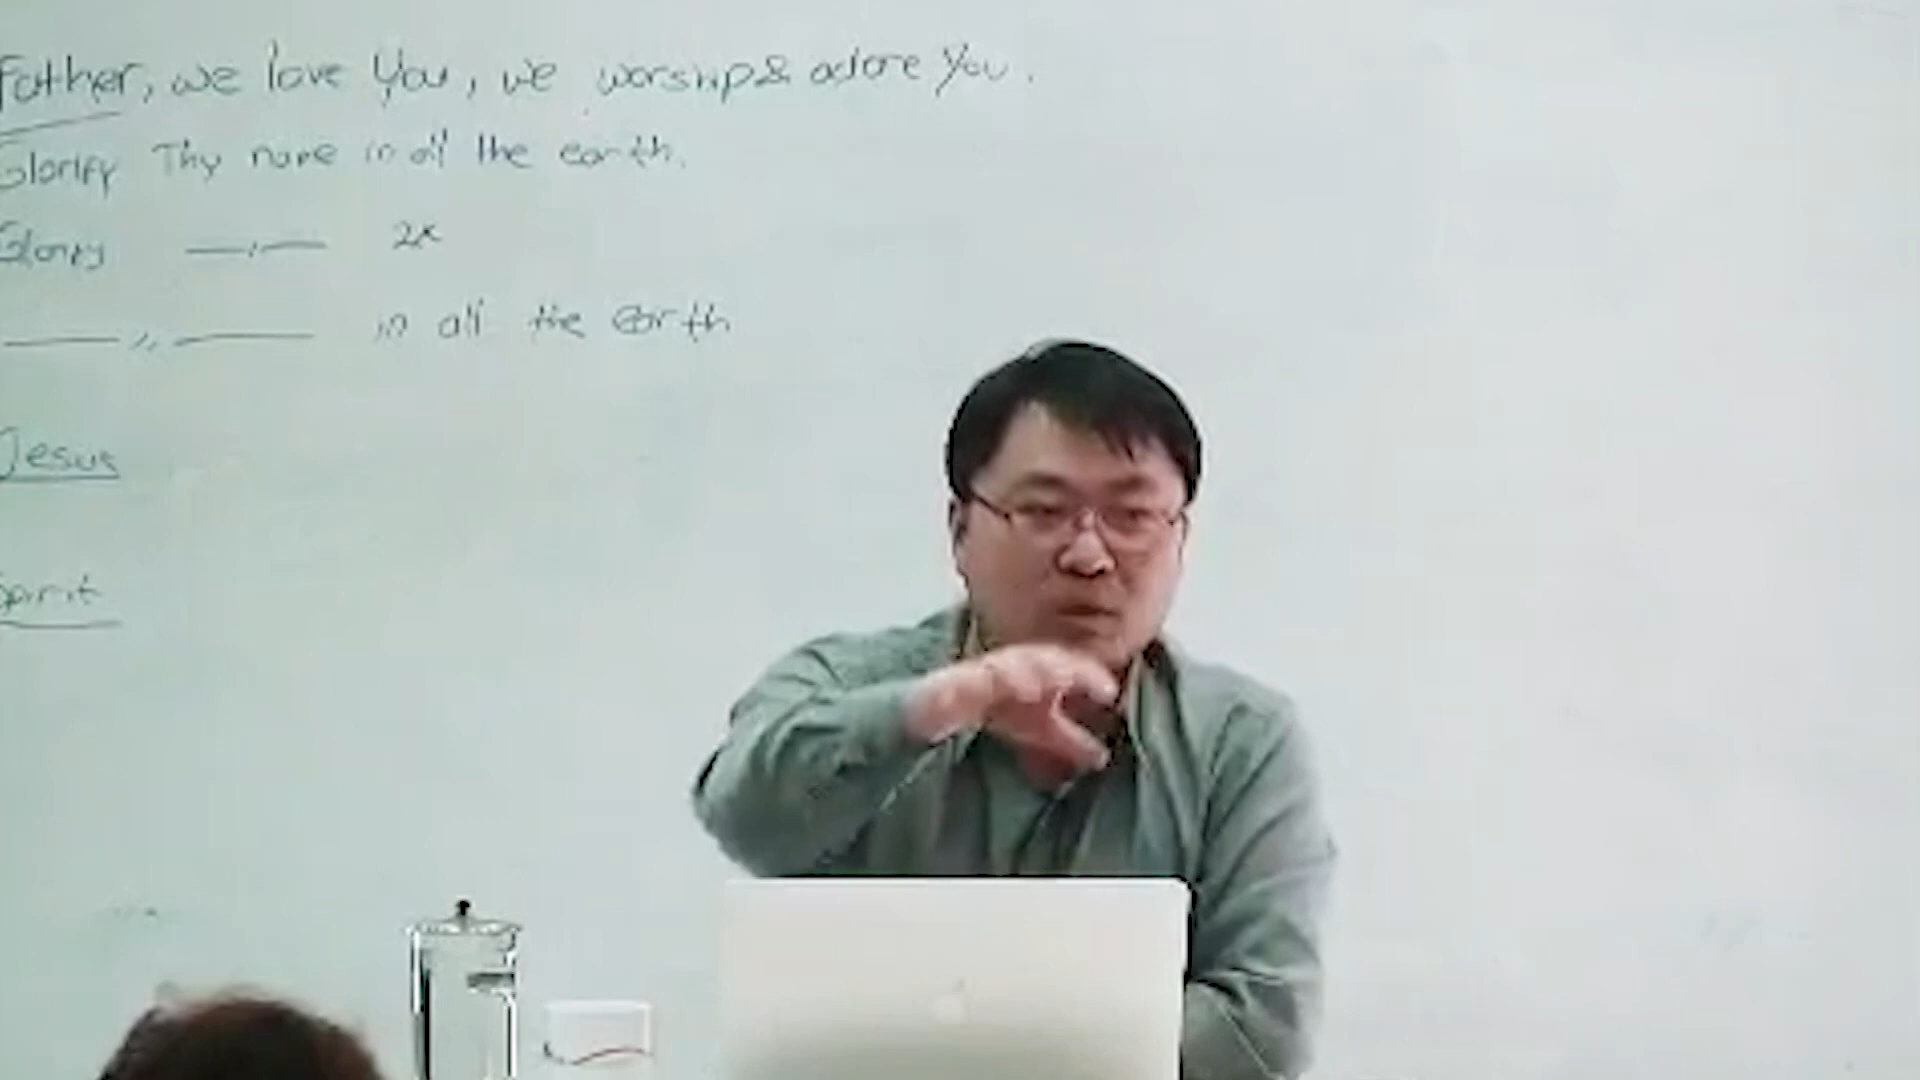 Father, we love You, we worship & adore You.
Glorify Thy name in all the earth.
Glorify —〃— 2x
—〃— in all the earth
Jesus
Spirit